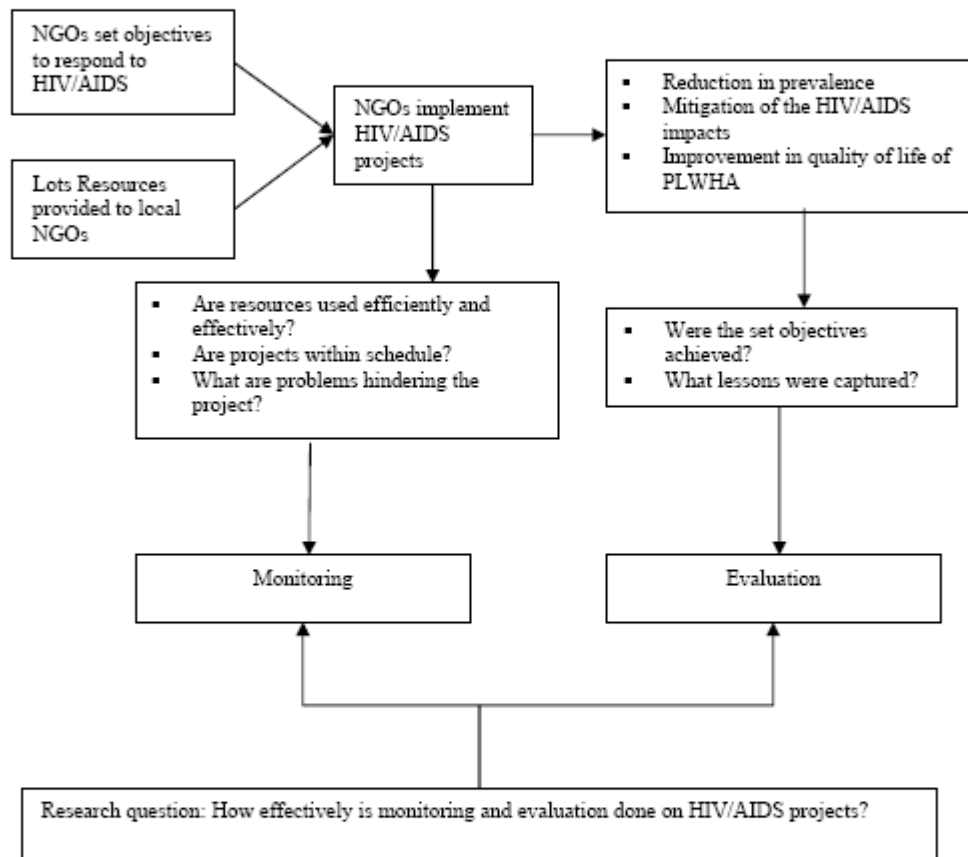 NGOs set objectives
to respond to
HIV/AIDS
Lots Resources
provided to local
NGOs
NGOs implement
HIV/AIDS
projects
▪ Reduction in prevalence
▪ Mitigation of the HIV/AIDS
impacts
▪ Improvement in quality of life of
PLWHA
▪ Are resources used efficiently and
effectively?
▪ Are projects within schedule?
▪ What are problems hindering the
project?
▪ Were the set objectives
achieved?
▪ What lessons were captured?
Monitoring
Evaluation
Research question: How effectively is monitoring and evaluation done on HIV/AIDS projects?